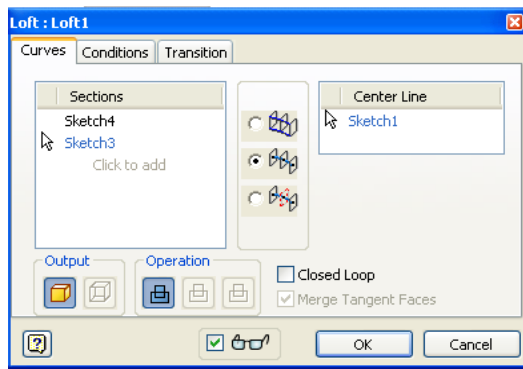 Loft : Loft1
Curves Conditions Transition
Sections
Sketch4
Sketch3
Click to add
Center Line
Sketch1
Output
Operation
Closed Loop
Merge Tangent Faces
OK
Cancel